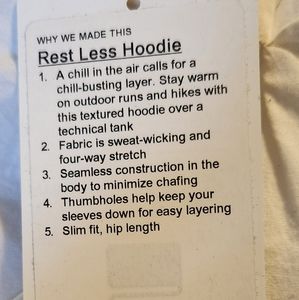 WHY WE MADE THIS
Rest Less Hoodie
1. A chill in the air calls for a
chill-busting layer. Stay warm
on outdoor runs and hikes with
this textured hoodie over a
technical tank
2. Fabric is sweat-wicking and
four-way stretch
3. Seamless construction in the
body to minimize chafing
4. Thumbholes help keep your
sleeves down for easy layering
5. Slim fit, hip length